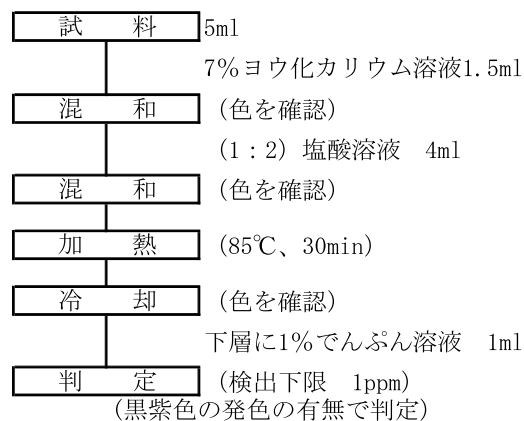 試　料 5ml
7％ヨウ化カリウム溶液1.5ml
混　和 （色を確認）
（1：2）塩酸溶液　4ml
混　和 （色を確認）
加　熱 （85℃、30min）
冷　却 （色を確認）
下層に1％でんぷん溶液　1ml
判　定 （検出下限　1ppm）
（黒紫色の発色の有無で判定）